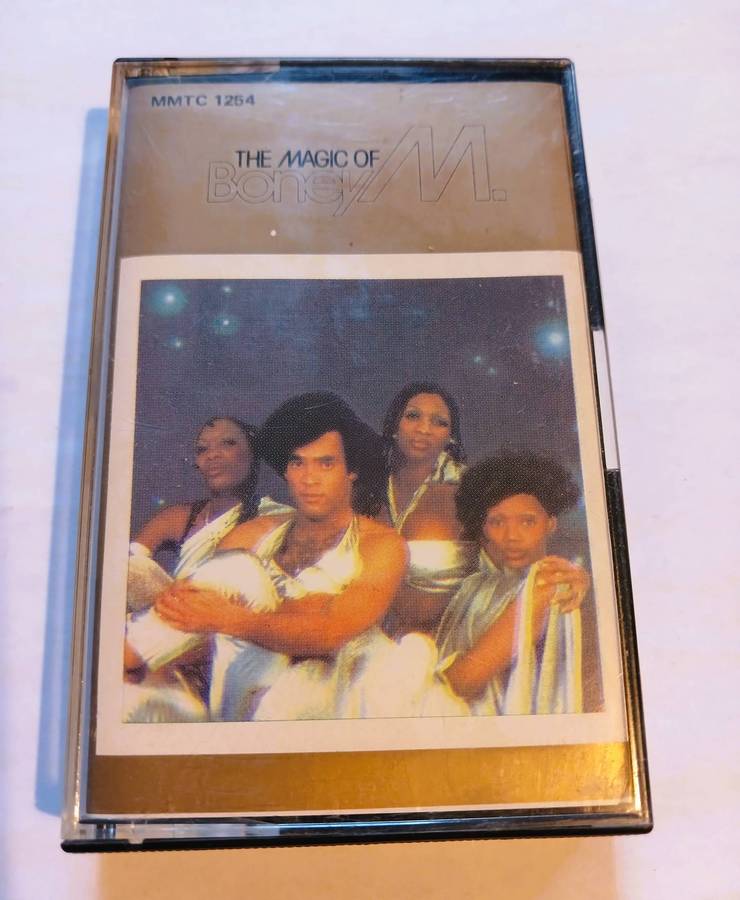 MMTC 1254
THE MAGIC OF
Boney M.